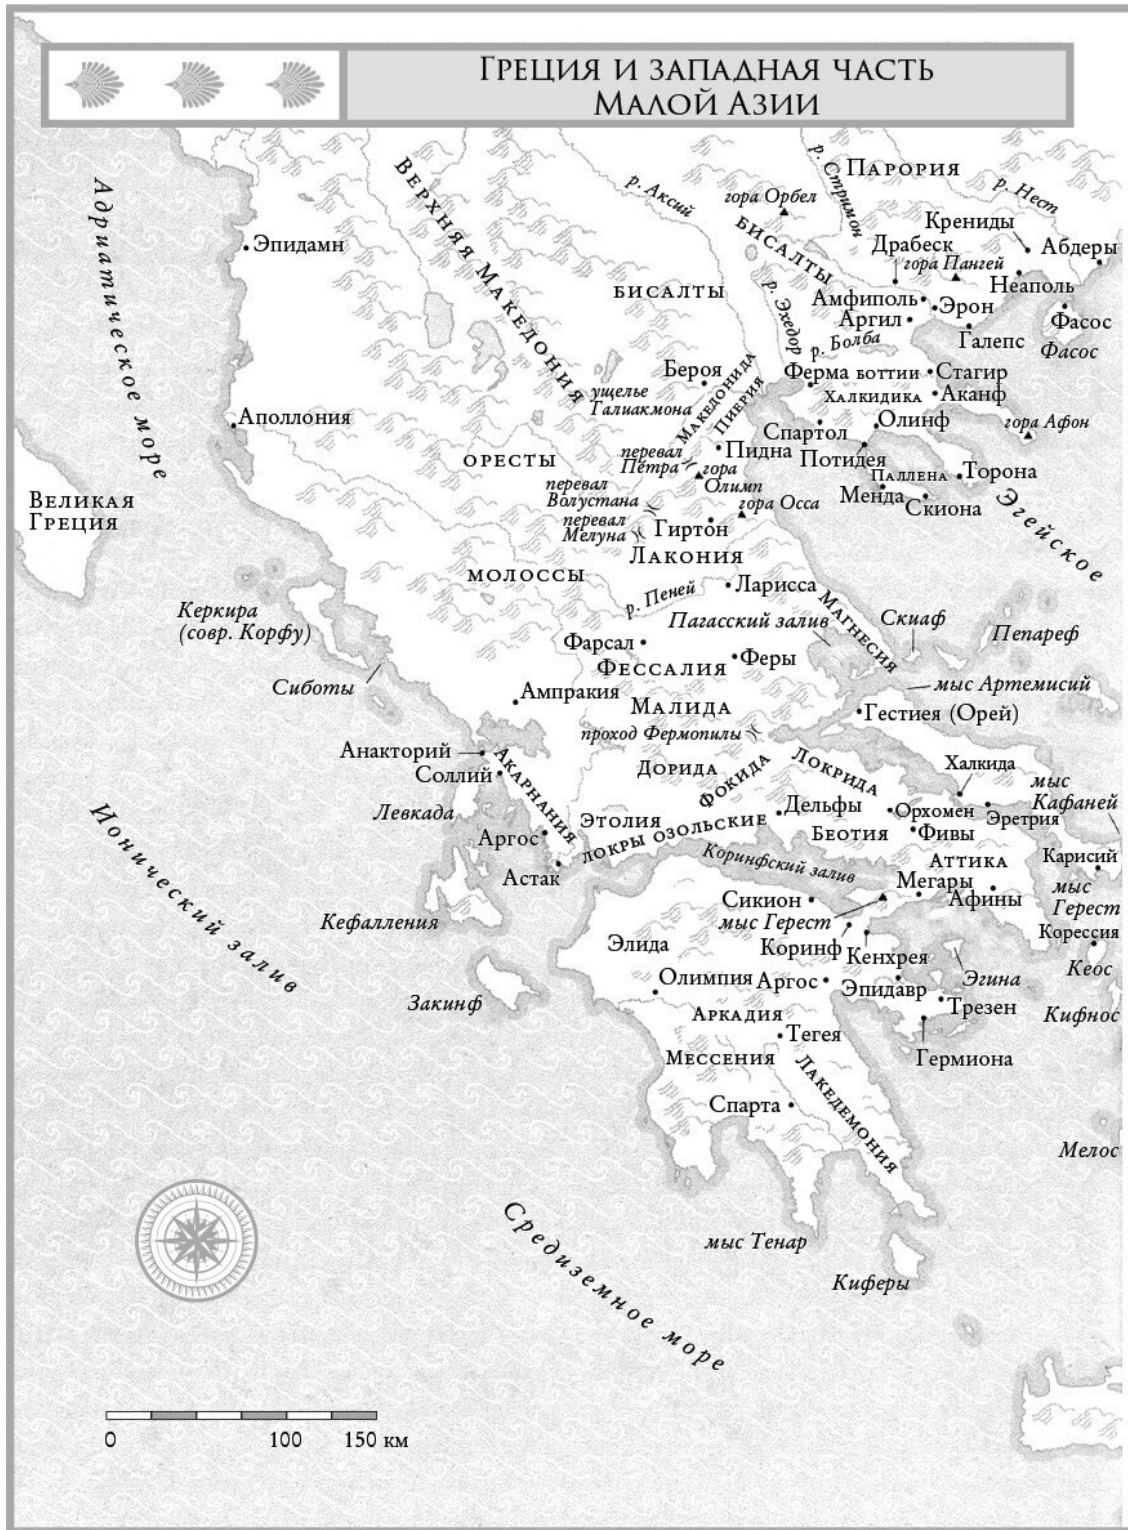 Греция и западная часть
Малой Азии
Адриатическое море
Верхняя Македония
р. Аксий
гора Орбел
р. Стримон
Парория
р. Нест
Крениды
Абдеры
Эпидамн
Бисалты
Драбеск
гора Пангей
Неаполь
Бисалты
р. Эхедор
Амфиполь
Эрон
Аргил
Фасос
р. Болба
Галепс
Фасос
Бероя
Македонида
Пиерия
Ферма
Боттии
Стагир
ущелье
Галиакмона
Халкидика
Аканф
Аполлония
Спартол
Олинф
гора Афон
Оресты
перевал
Петра
Пидна
Потидея
гора
Олимп
Паллена
Торона
перевал
Волустана
Менда
Скиона
Великая
Греция
гора Осса
Эгейское
перевал
Мелуна
Гиртон
Лакония
Молоссы
р. Пеней
Ларисса
Магнесия
Керкира
(совр. Корфу)
Пагасский залив
Скиаф
Пепареф
Фарсал
Феры
Фессалия
Сиботы
мыс Артемисий
Ампракия
Малида
Гестиея (Орей)
проход Фермопилы
Анакторий
Акарнания
Соллий
Дорида
Фокида
Локрида
Халкида
мыс
Кафаней
Левкада
Дельфы
Орхомен
Эретрия
Ионический залив
Этолия
Беотия
Фивы
Аргос
Локры Озольские
Коринфский залив
Аттика
Карисий
Астак
Мегары
Афины
мыс
Герест
Сикион
мыс Герест
Кефалления
Корессия
Элида
Коринф
Кенхрея
Кеос
Закинф
Олимпия
Аргос
Эпидавр
Эгина
Трезен
Кифнос
Аркадия
Тегея
Гермиона
Мессения
Лакедемония
Спарта
Мелос
Средиземное море
мыс Тенар
Киферы
0 100 150 км